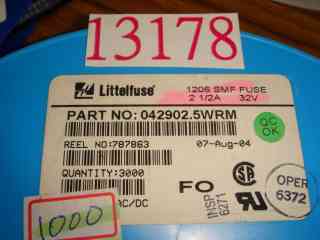 13178
Littelfuse
1206 SMF FUSE
2 1/2A 32V
PART NO: 042902.5WRM
QC OK
REEL NO:787863 07-Aug-04
QUANTITY:3000
FO
INSP 6271
OPER 6372
AC/DC
1000